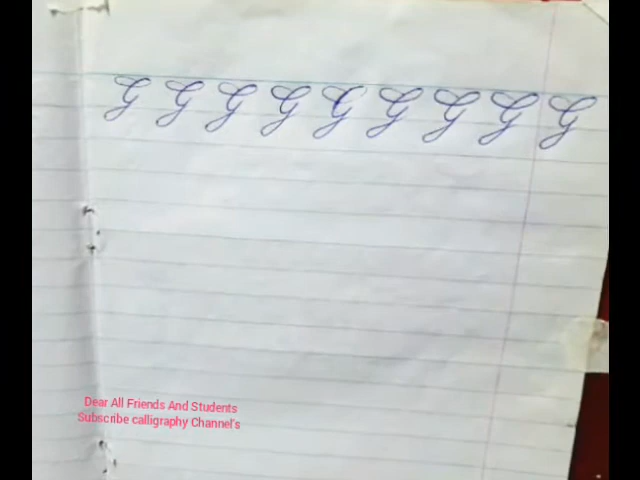 G G G G G G G G G
Dear All Friends And Students
Subscribe calligraphy Channel's